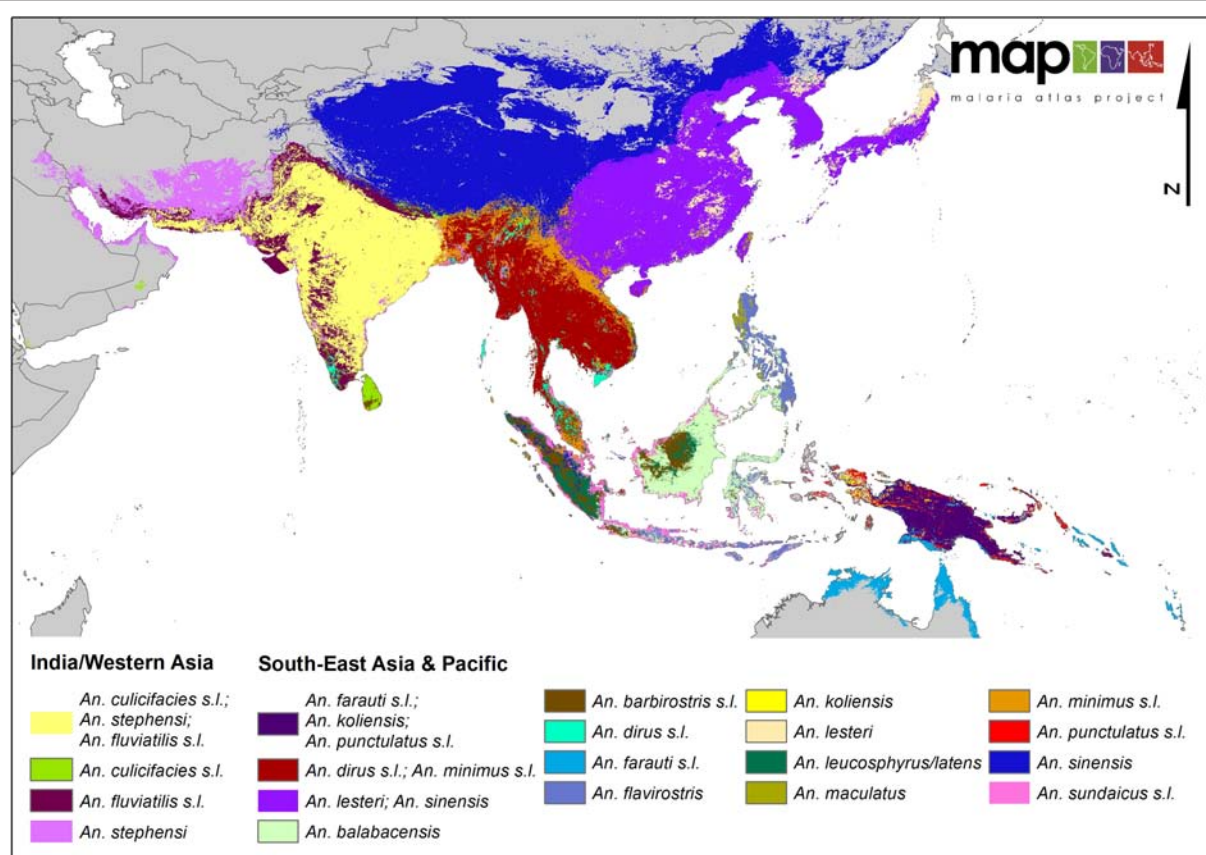 map
malaria atlas project
N
India/Western Asia
An. culicifacies s.l.;
An. stephensi;
An. fluviatilis s.l.
An. culicifacies s.l.
An. fluviatilis s.l.
An. stephensi
South-East Asia & Pacific
An. farauti s.l.;
An. koliensis;
An. punctulatus s.l.
An. dirus s.l.; An. minimus s.l.
An. lesteri; An. sinensis
An. balabacensis
An. barbirostris s.l.
An. dirus s.l.
An. farauti s.l.
An. flavirostris
An. koliensis
An. lesteri
An. leucosphyrus/latens
An. maculatus
An. minimus s.l.
An. punctulatus s.l.
An. sinensis
An. sundaicus s.l.